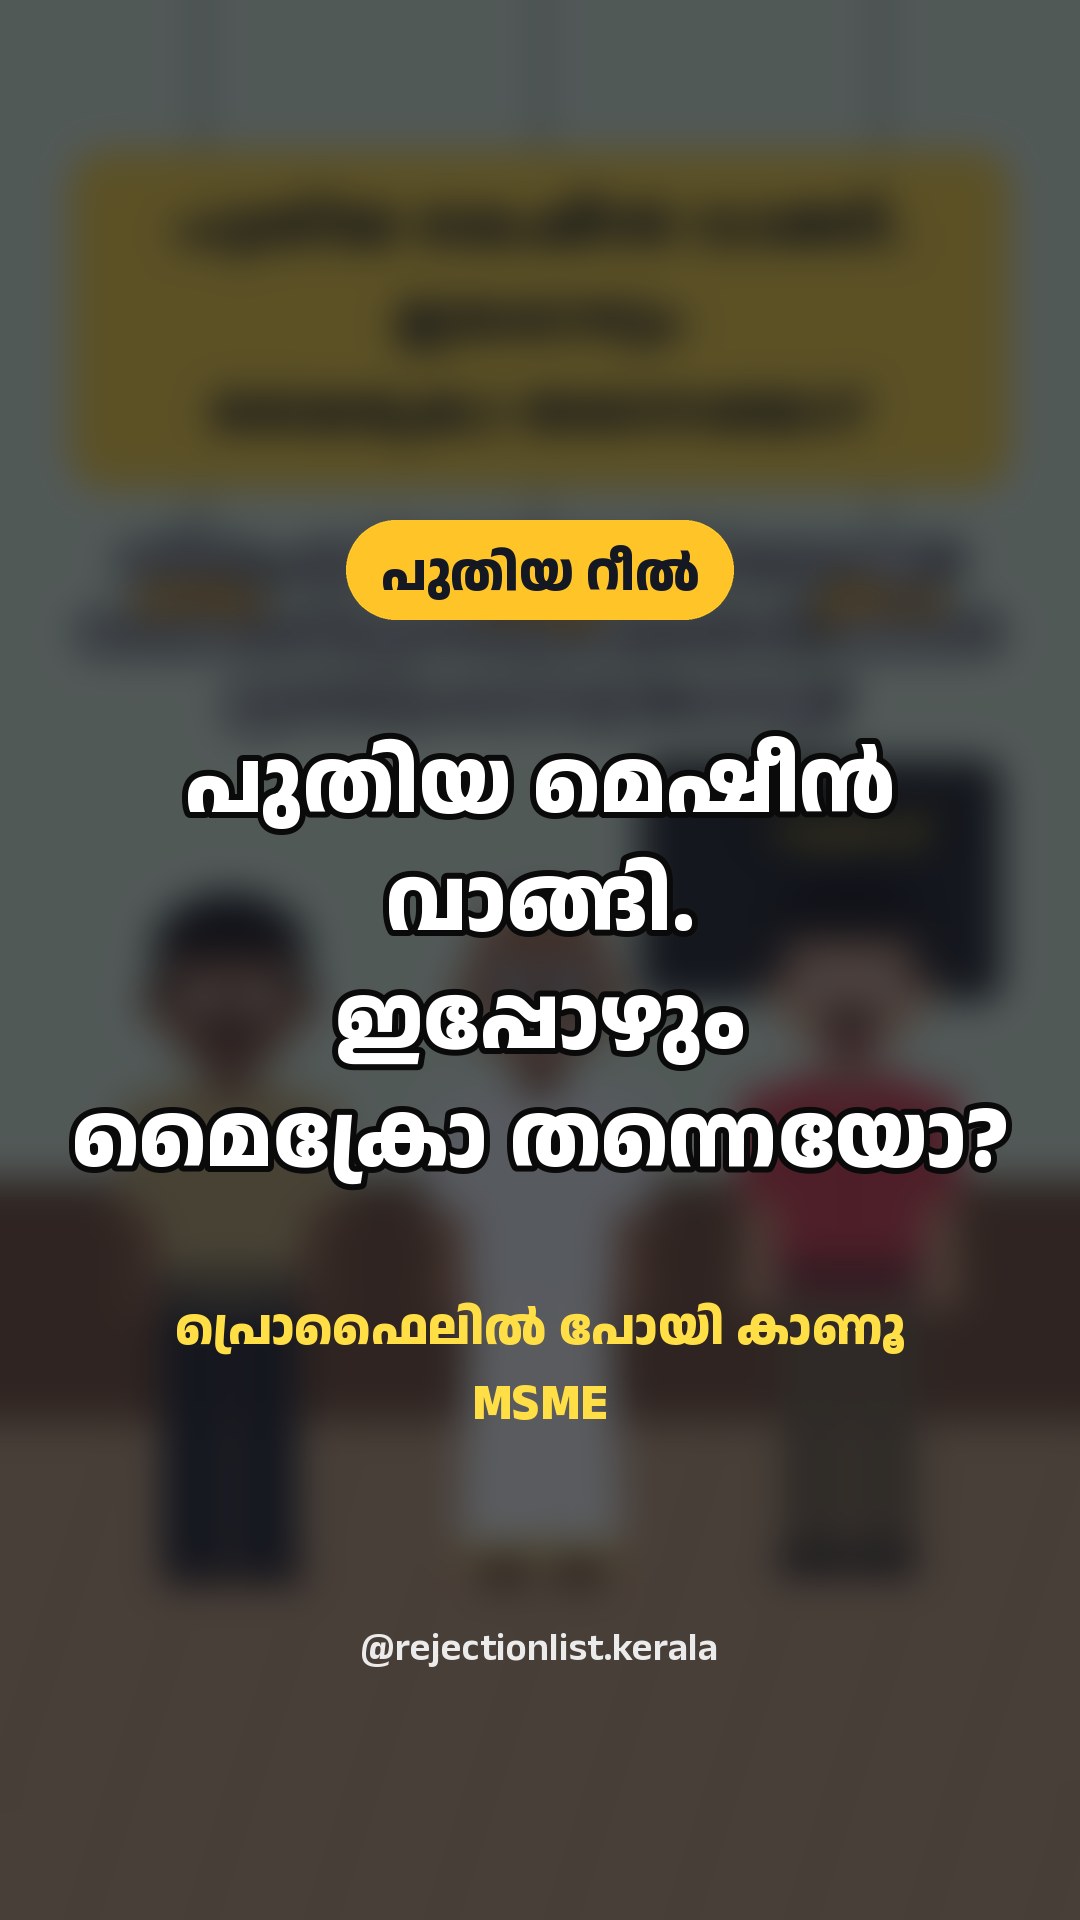 പുതിയ റീൽ
പുതിയ മെഷീൻ
വാങ്ങി.
ഇപ്പോഴും
മൈക്രോ തന്നെയോ?
പ്രൊഫൈലിൽ പോയി കാണൂ
MSME
@rejectionlist.kerala